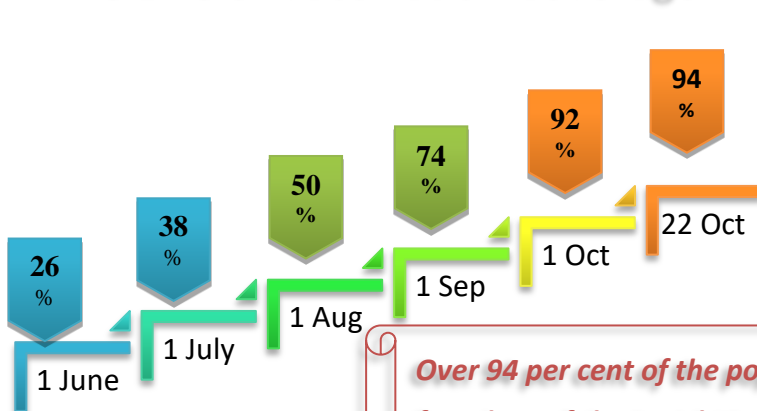 26
%
1 June
38
%
1 July
50
%
1 Aug
74
%
1 Sep
92
%
1 Oct
94
%
22 Oct
Over 94 per cent of the po